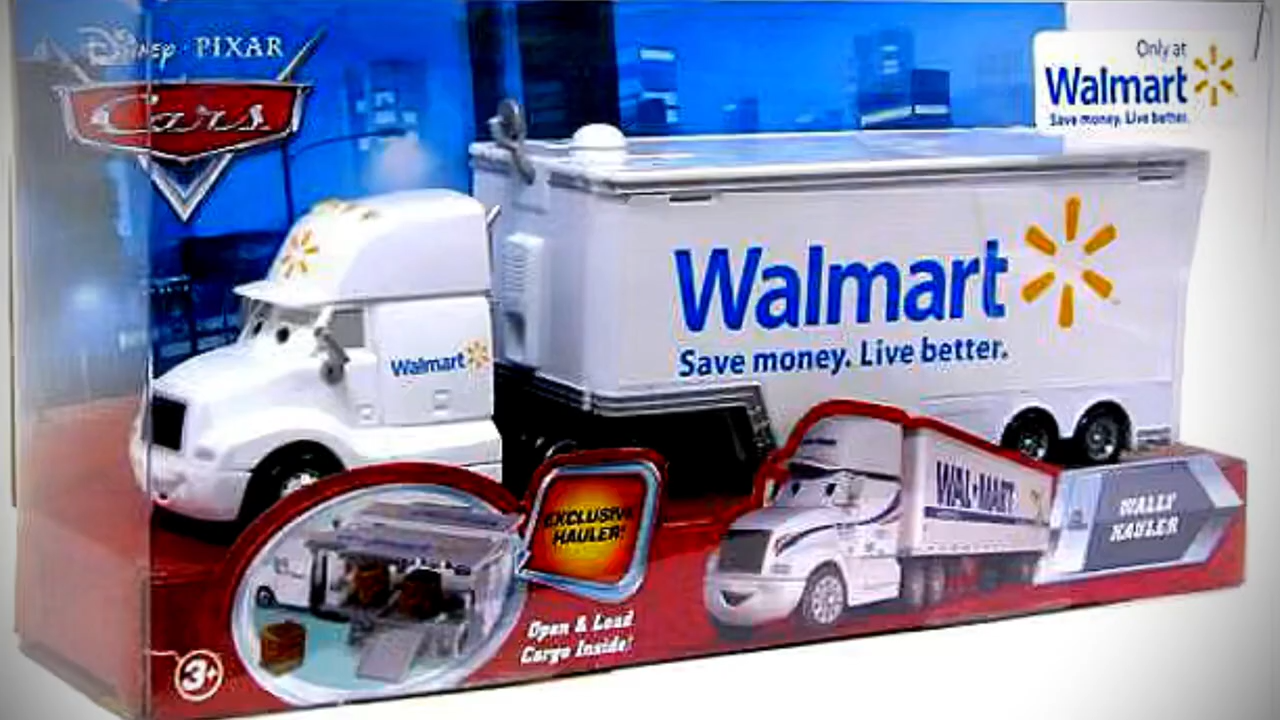 Disney · PIXAR
Cars
Only at
Walmart
Save money. Live better.
Walmart
Save money. Live better.
Walmart
WAL★MART
WALLY
HAULER
EXCLUSIVE
HAULER!
Open & Load
Cargo Inside!
3+